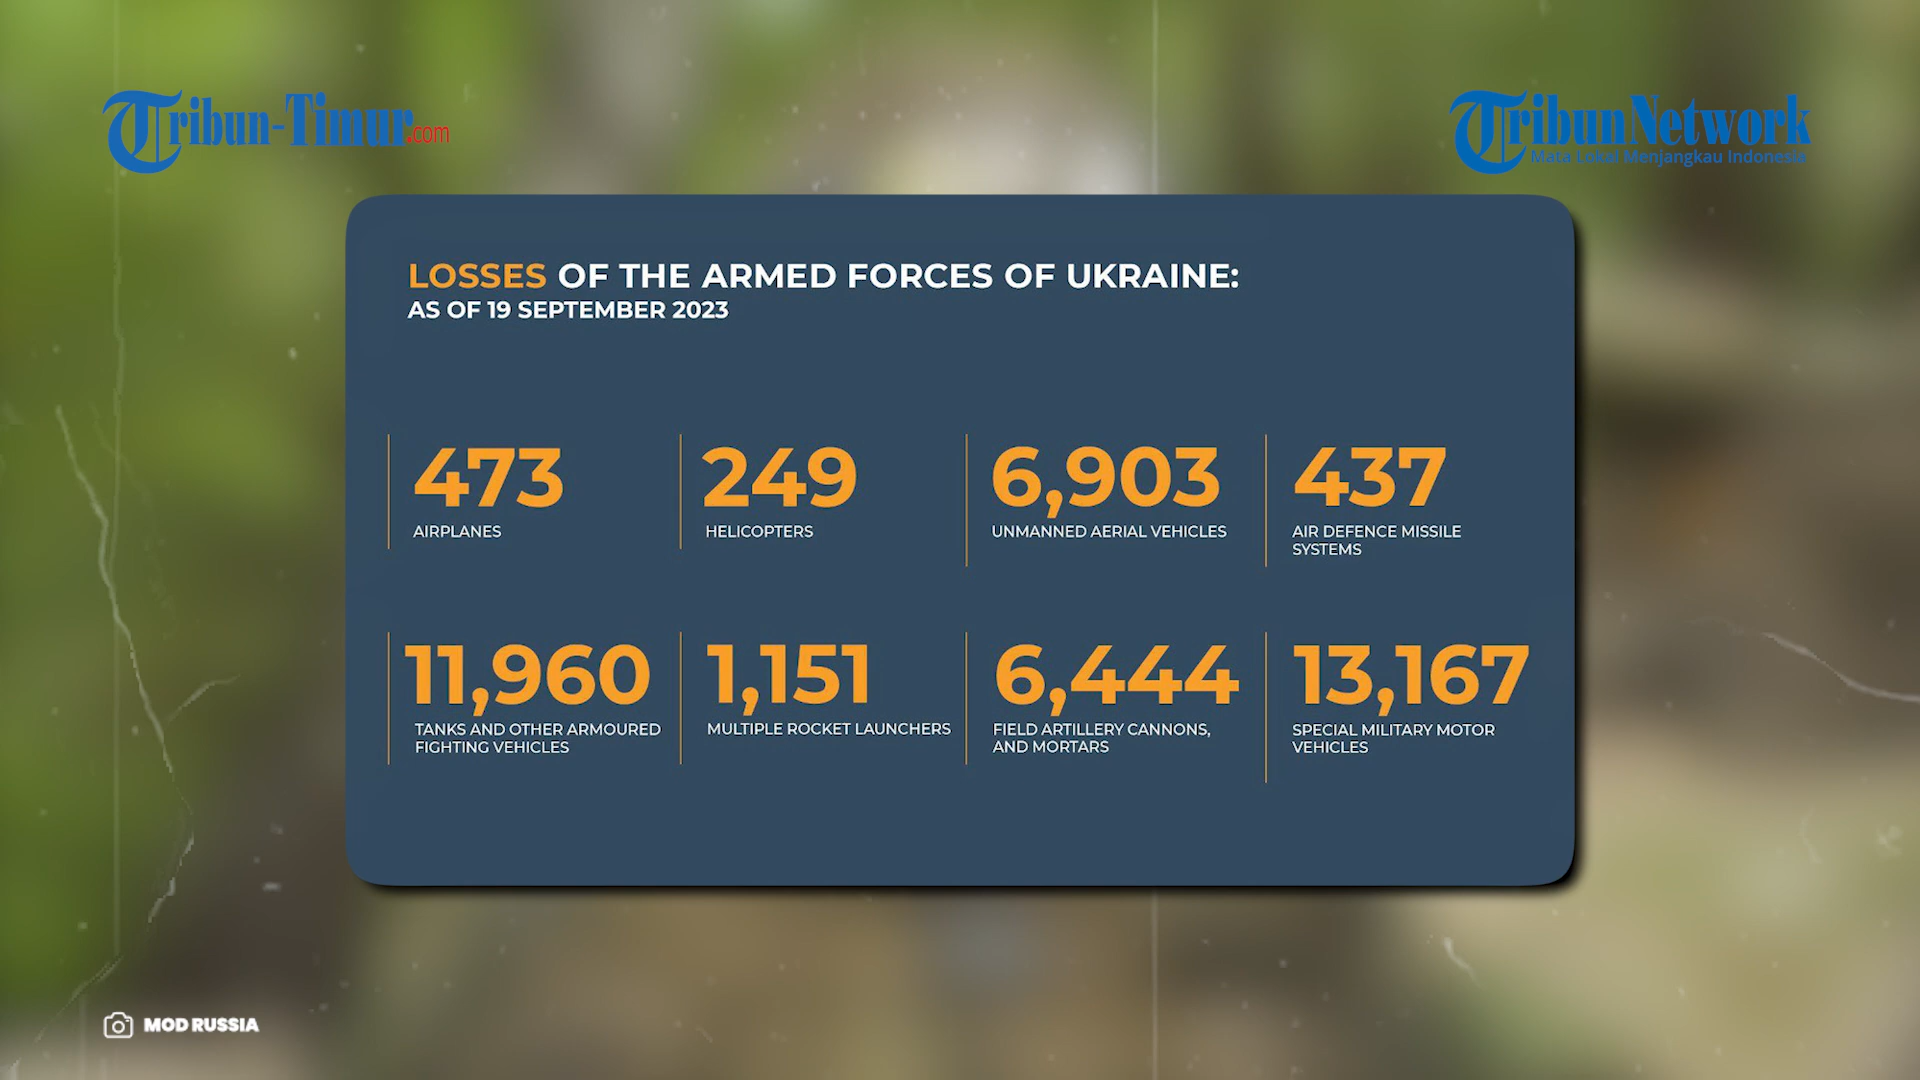 Tribun-Timur.com
TribunNetwork
Mata Lokal Menjangkau Indonesia
LOSSES OF THE ARMED FORCES OF UKRAINE:
AS OF 19 SEPTEMBER 2023
473
AIRPLANES
249
HELICOPTERS
6,903
UNMANNED AERIAL VEHICLES
437
AIR DEFENCE MISSILE
SYSTEMS
11,960
TANKS AND OTHER ARMOURED
FIGHTING VEHICLES
1,151
MULTIPLE ROCKET LAUNCHERS
6,444
FIELD ARTILLERY CANNONS,
AND MORTARS
13,167
SPECIAL MILITARY MOTOR
VEHICLES
MOD RUSSIA